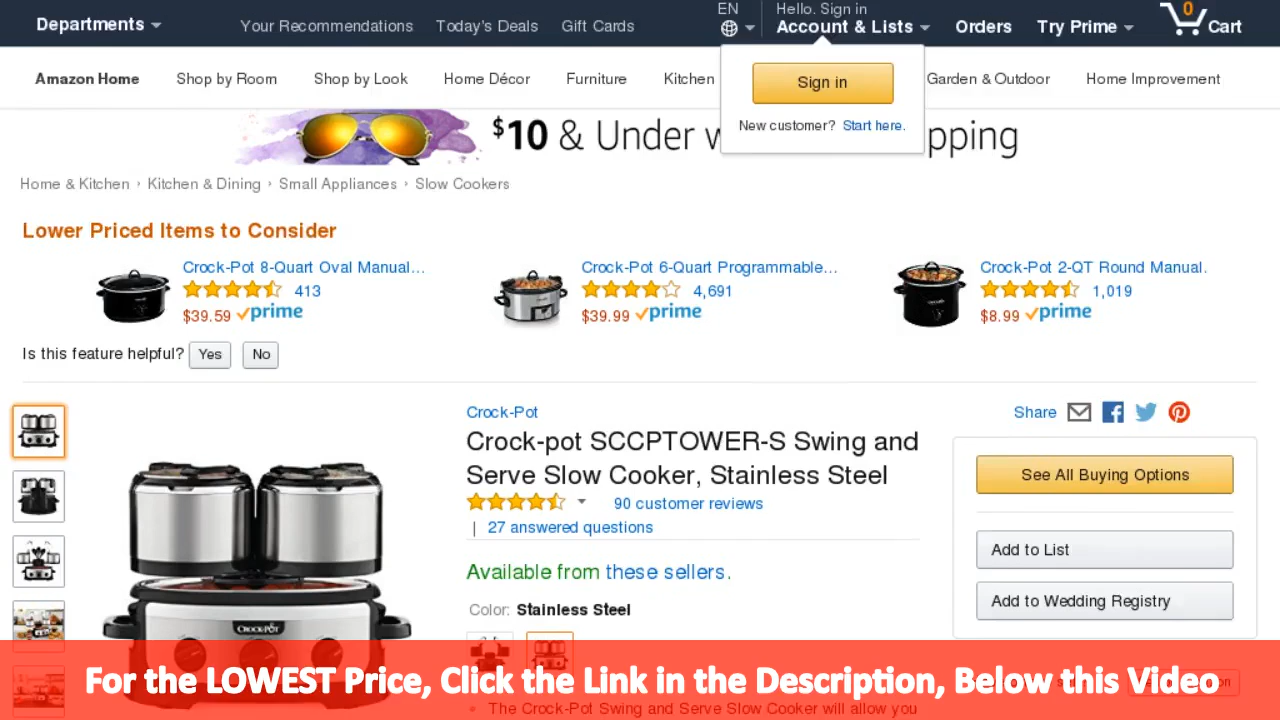 Departments
Your Recommendations Today's Deals Gift Cards
EN
Hello. Sign in
Account & Lists
Orders
Try Prime
0
Cart
Amazon Home Shop by Room Shop by Look Home Décor Furniture Kitchen Garden & Outdoor Home Improvement
Sign in
New customer? Start here.
$10 & Under w pping
Home & Kitchen › Kitchen & Dining › Small Appliances › Slow Cookers
Lower Priced Items to Consider
Crock-Pot 8-Quart Oval Manual...
413
$39.59 prime
Crock-Pot 6-Quart Programmable...
4,691
$39.99 prime
Crock-Pot 2-QT Round Manual.
1,019
$8.99 prime
Is this feature helpful? Yes No
Crock-Pot
Crock-pot SCCPTOWER-S Swing and
Serve Slow Cooker, Stainless Steel
90 customer reviews
| 27 answered questions
Available from these sellers.
Color: Stainless Steel
Share
See All Buying Options
Add to List
Add to Wedding Registry
CROCK-POT
For the LOWEST Price, Click the Link in the Description, Below this Video
The Crock-Pot Swing and Serve Slow Cooker will allow you